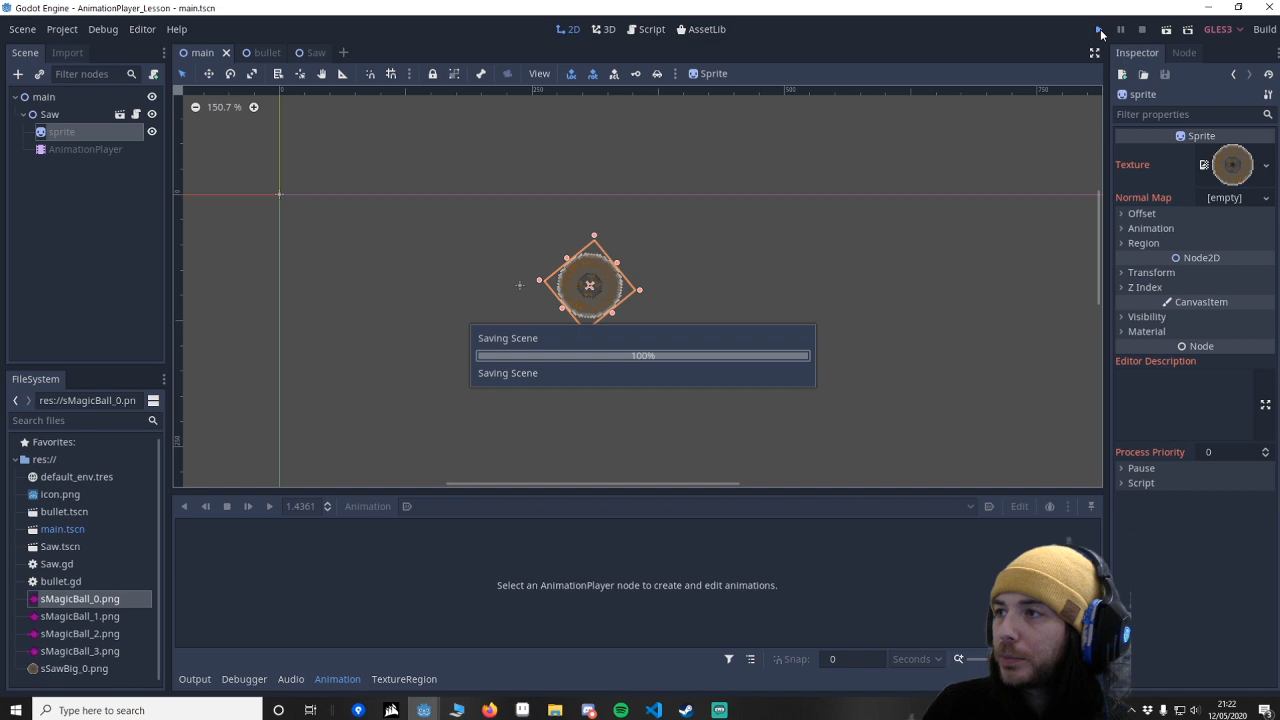 Godot Engine - AnimationPlayer_Lesson - main.tscn
Scene Project Debug Editor Help
2D 3D Script AssetLib
GLES3 Build
Scene Import
Filter nodes
main
Saw
sprite
AnimationPlayer
FileSystem
res://sMagicBall_0.pn
Search files
Favorites:
res://
default_env.tres
icon.png
bullet.tscn
main.tscn
Saw.tscn
Saw.gd
bullet.gd
sMagicBall_0.png
sMagicBall_1.png
sMagicBall_2.png
sMagicBall_3.png
sSawBig_0.png
main bullet Saw
View Sprite
0 250 500 750
150.7 %
0
250
Saving Scene
100%
Saving Scene
1.4361 Animation Edit
Select an AnimationPlayer node to create and edit animations.
Snap: 0 Seconds
Output Debugger Audio Animation TextureRegion
Inspector Node
sprite
Filter properties
Sprite
Texture
Normal Map [empty]
Offset
Animation
Region
Node2D
Transform
Z Index
CanvasItem
Visibility
Material
Node
Editor Description
Process Priority 0
Pause
Script
Type here to search
21:22
12/05/2020